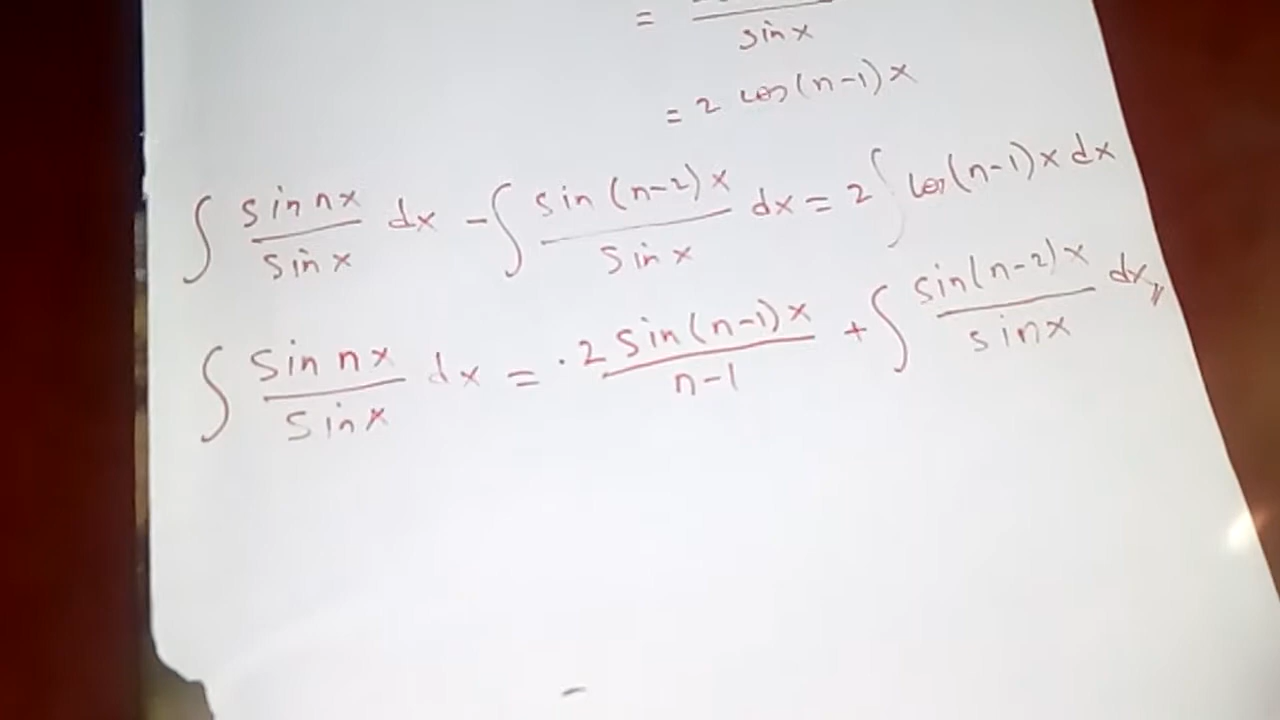 = / sin x
= 2 cos(n-1)x
∫ sin nx / sin x dx - ∫ sin (n-2)x / sin x dx = 2 ∫ cos(n-1)x dx
∫ sin nx / sin x dx = . 2 sin(n-1)x / n-1 + ∫ sin(n-2)x / sin x dx //